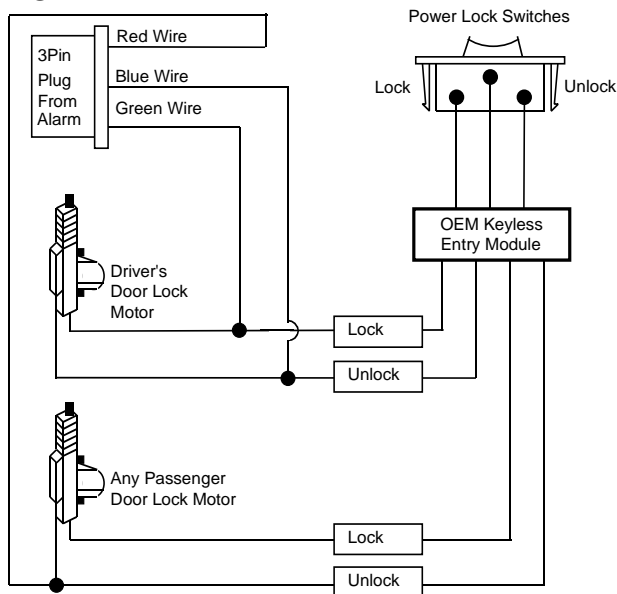 Red Wire
3Pin
Plug
From
Alarm
Blue Wire
Green Wire
Power Lock Switches
Lock
Unlock
OEM Keyless
Entry Module
Driver's
Door Lock
Motor
Lock
Unlock
Any Passenger
Door Lock Motor
Lock
Unlock